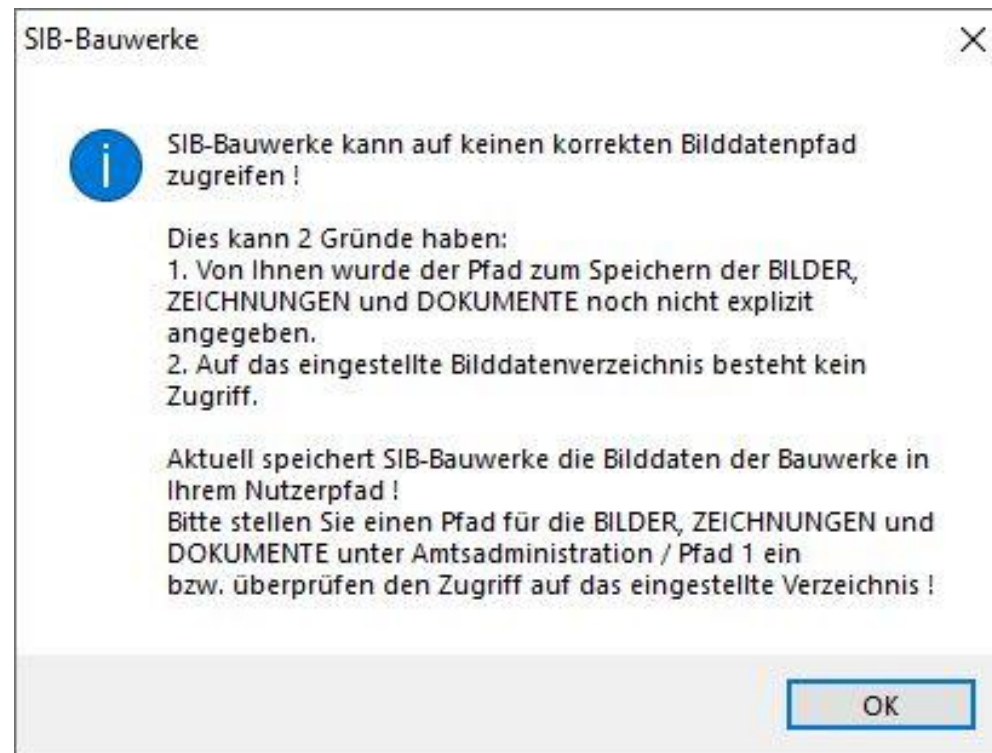 SIB-Bauwerke
SIB-Bauwerke kann auf keinen korrekten Bilddatenpfad
zugreifen !
Dies kann 2 Gründe haben:
1. Von Ihnen wurde der Pfad zum Speichern der BILDER,
ZEICHNUNGEN und DOKUMENTE noch nicht explizit
angegeben.
2. Auf das eingestellte Bilddatenverzeichnis besteht kein
Zugriff.
Aktuell speichert SIB-Bauwerke die Bilddaten der Bauwerke in
Ihrem Nutzerpfad !
Bitte stellen Sie einen Pfad für die BILDER, ZEICHNUNGEN und
DOKUMENTE unter Amtsadministration / Pfad 1 ein
bzw. überprüfen den Zugriff auf das eingestellte Verzeichnis !
OK